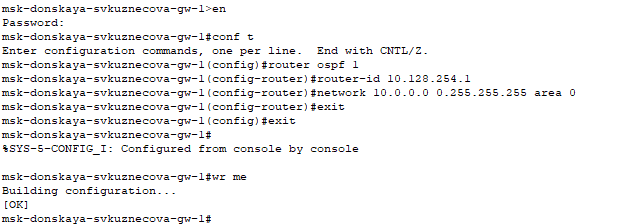 msk-donskaya-svkuznecova-gw-1>en
Password:
msk-donskaya-svkuznecova-gw-1#conf t
Enter configuration commands, one per line.  End with CNTL/Z.
msk-donskaya-svkuznecova-gw-1(config)#router ospf 1
msk-donskaya-svkuznecova-gw-1(config-router)#router-id 10.128.254.1
msk-donskaya-svkuznecova-gw-1(config-router)#network 10.0.0.0 0.255.255.255 area 0
msk-donskaya-svkuznecova-gw-1(config-router)#exit
msk-donskaya-svkuznecova-gw-1(config)#exit
msk-donskaya-svkuznecova-gw-1#
%SYS-5-CONFIG_I: Configured from console by console

msk-donskaya-svkuznecova-gw-1#wr me
Building configuration...
[OK]
msk-donskaya-svkuznecova-gw-1#